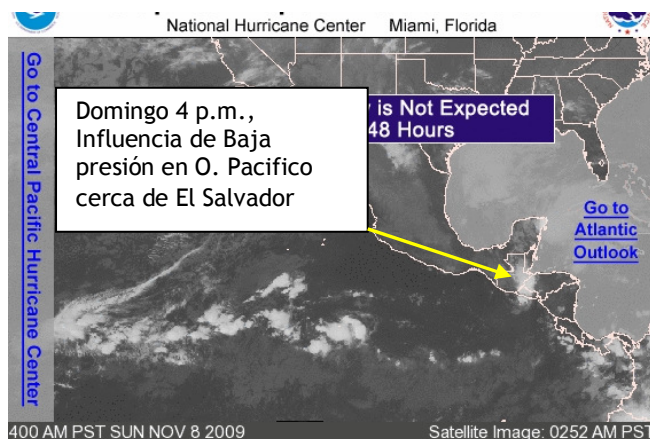 National Hurricane Center Miami, Florida
Go to Central Pacific Hurricane Center
Domingo 4 p.m.,
Influencia de Baja
presión en O. Pacifico
cerca de El Salvador
is Not Expected
48 Hours
Go to
Atlantic
Outlook
400 AM PST SUN NOV 8 2009
Satellite Image: 0252 AM PST